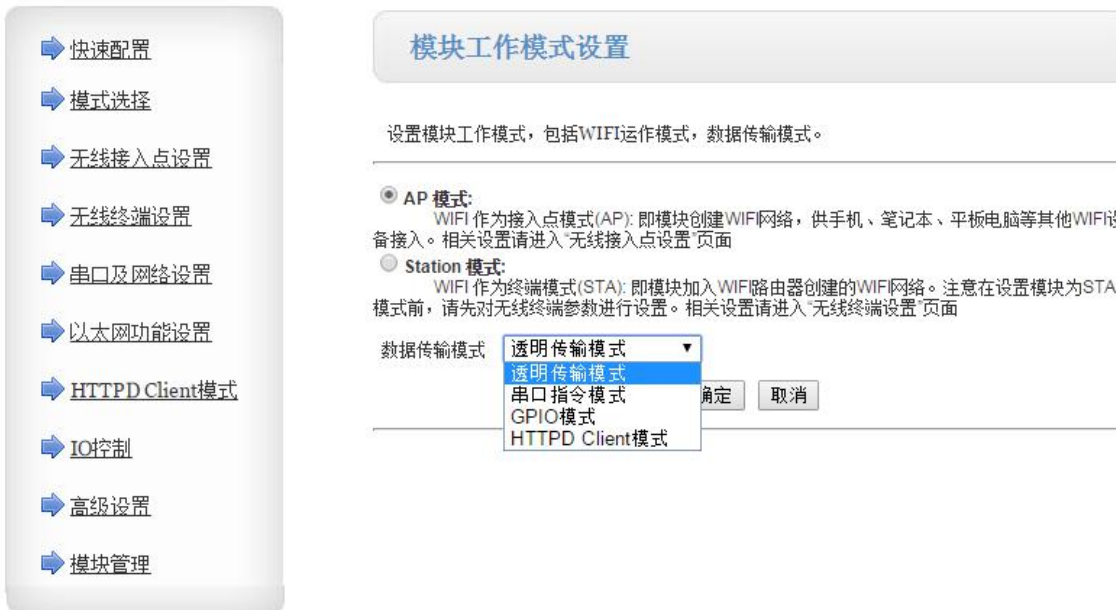 快速配置
模式选择
无线接入点设置
无线终端设置
串口及网络设置
以太网功能设置
HTTPD Client模式
IO控制
高级设置
模块管理
模块工作模式设置
设置模块工作模式，包括WIFI运作模式，数据传输模式。
AP 模式:
WIFI 作为接入点模式(AP): 即模块创建WIFI网络，供手机、笔记本、平板电脑等其他WIFI设
备接入。相关设置请进入“无线接入点设置”页面
Station 模式:
WIFI 作为终端模式(STA): 即模块加入WIFI路由器创建的WIFI网络。注意在设置模块为STA
模式前，请先对无线终端参数进行设置。相关设置请进入“无线终端设置”页面
数据传输模式 透明传输模式
透明传输模式
串口指令模式
GPIO模式
HTTPD Client模式
确定 取消